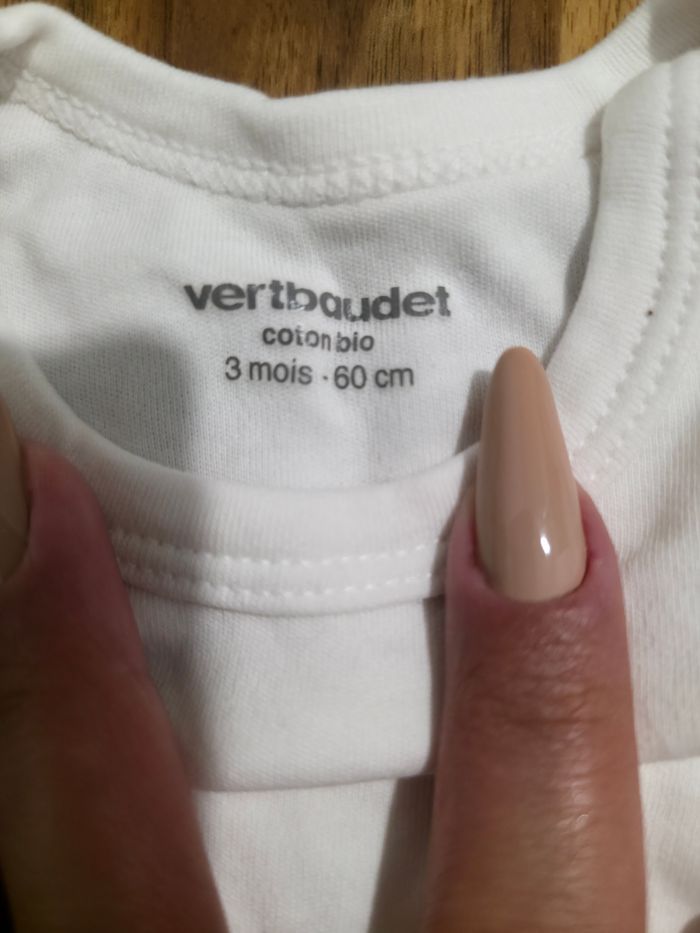 vertbaudet
coton bio
3 mois · 60 cm